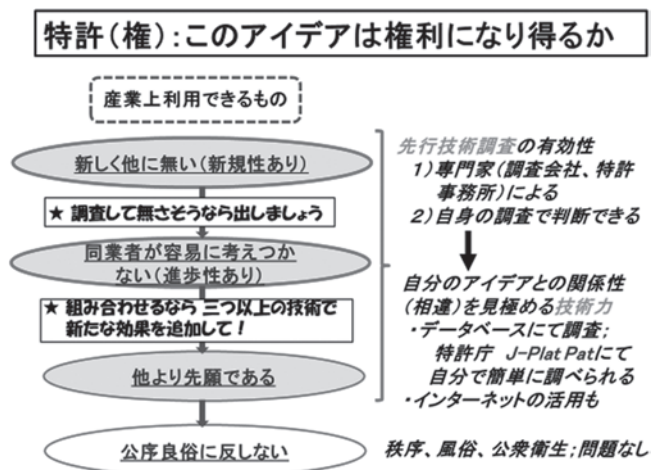 特許(権):このアイデアは権利になり得るか
産業上利用できるもの
新しく他に無い(新規性あり)
★ 調査して無さそうなら出しましょう
同業者が容易に考えつか
ない(進歩性あり)
★ 組み合わせるなら 三つ以上の技術で
新たな効果を追加して!
他より先願である
公序良俗に反しない
先行技術調査の有効性
1)専門家(調査会社、特許
事務所)による
2)自身の調査で判断できる
自分のアイデアとの関係性
(相違)を見極める技術力
・データベースにて調査;
特許庁 J-Plat Patにて
自分で簡単に調べられる
・インターネットの活用も
秩序、風俗、公衆衛生;問題なし